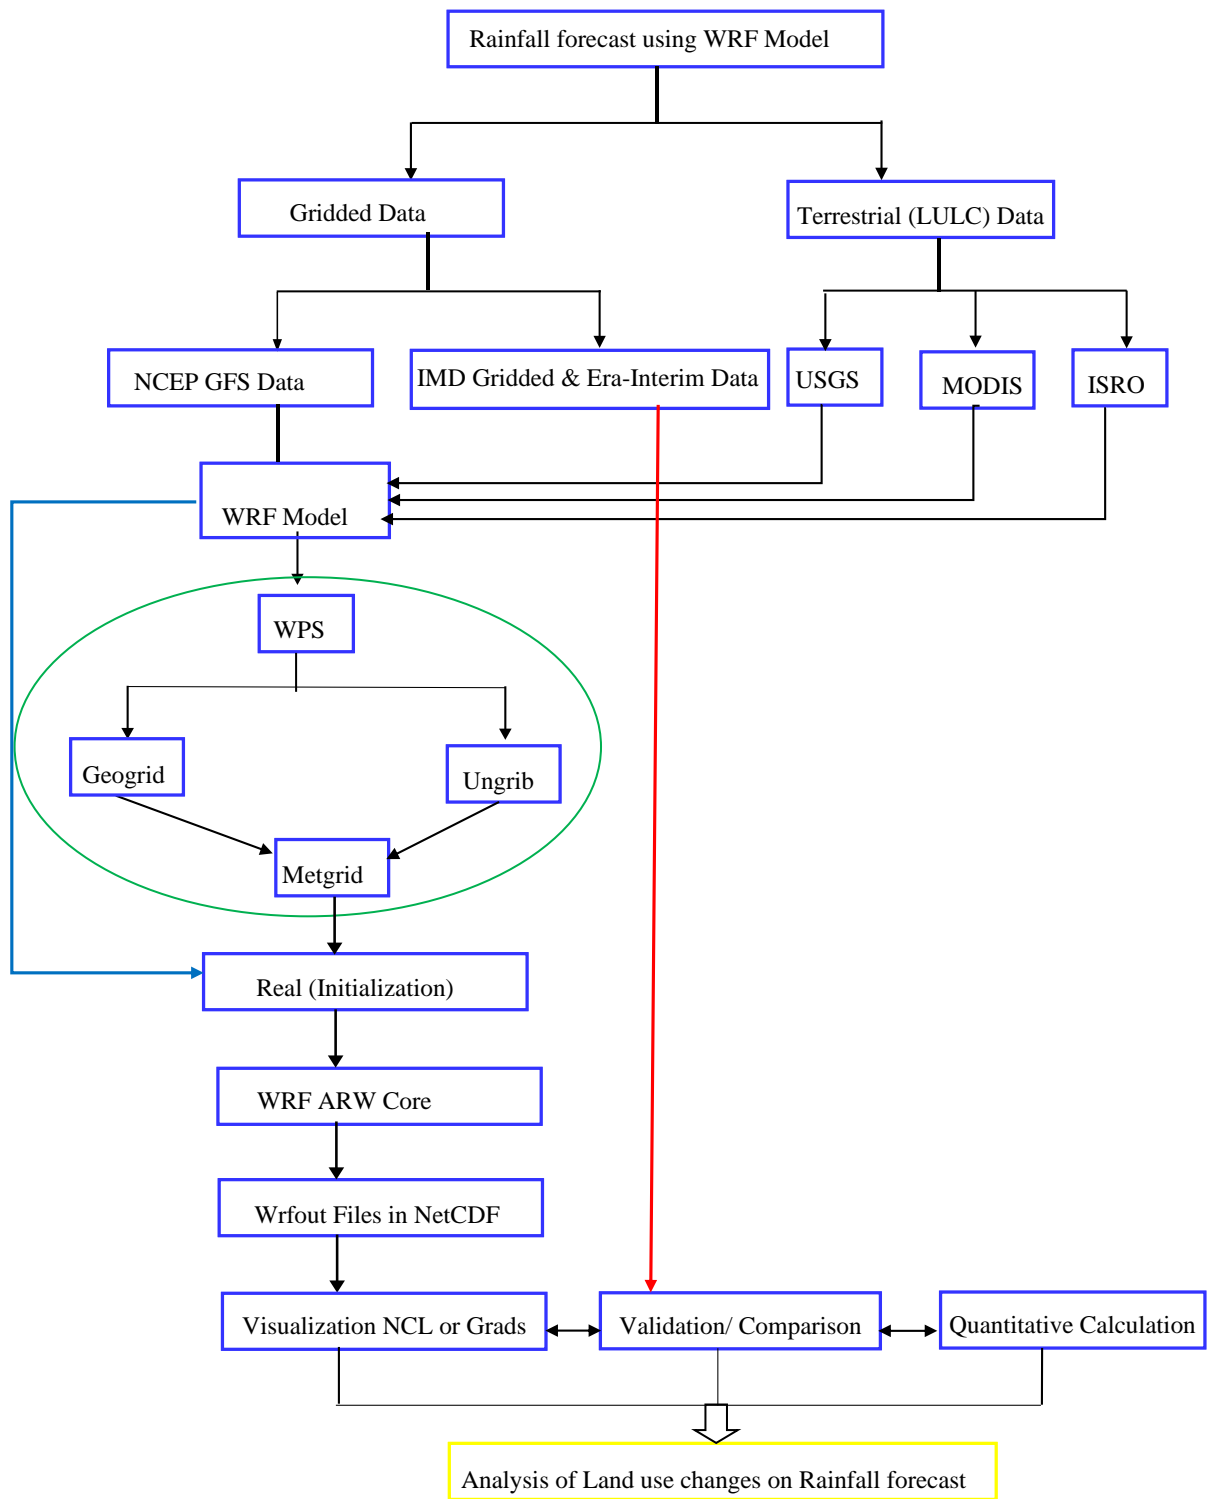 Rainfall forecast using WRF Model
Gridded Data
Terrestrial (LULC) Data
NCEP GFS Data
IMD Gridded & Era-Interim Data
USGS
MODIS
ISRO
WRF Model
WPS
Geogrid
Ungrib
Metgrid
Real (Initialization)
WRF ARW Core
Wrfout Files in NetCDF
Visualization NCL or Grads
Validation/ Comparison
Quantitative Calculation
Analysis of Land use changes on Rainfall forecast